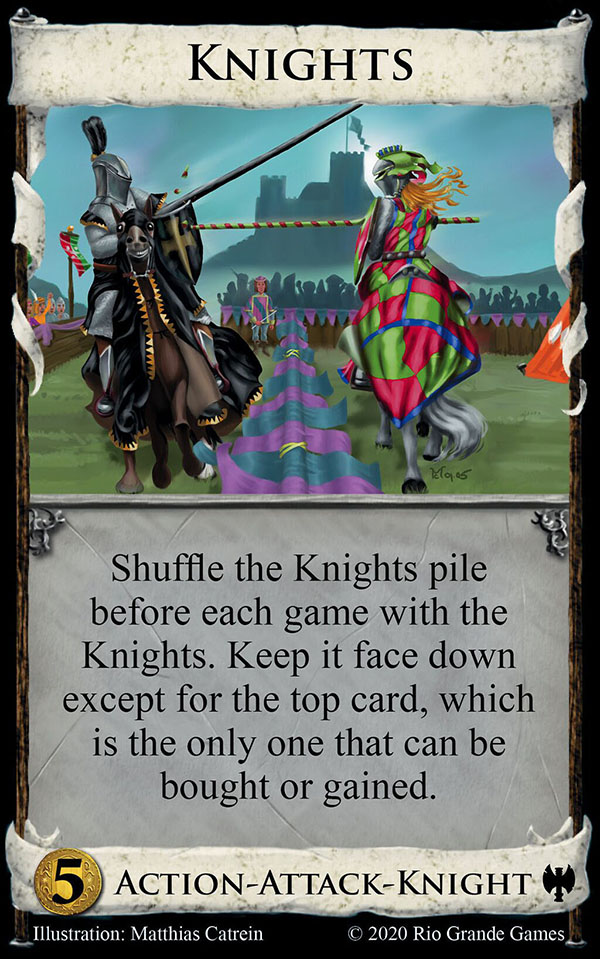 Knights
Shuffle the Knights pile
before each game with the
Knights. Keep it face down
except for the top card, which
is the only one that can be
bought or gained.
5 Action-Attack-Knight
Illustration: Matthias Catrein © 2020 Rio Grande Games